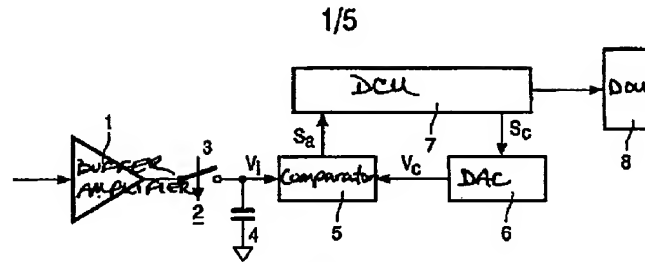 1/5
DCU
DOU
7
8
1
3
Sa
Sc
BUFFER
AMPLIFIER
Vi
Comparator
Vc
DAC
2
4
5
6